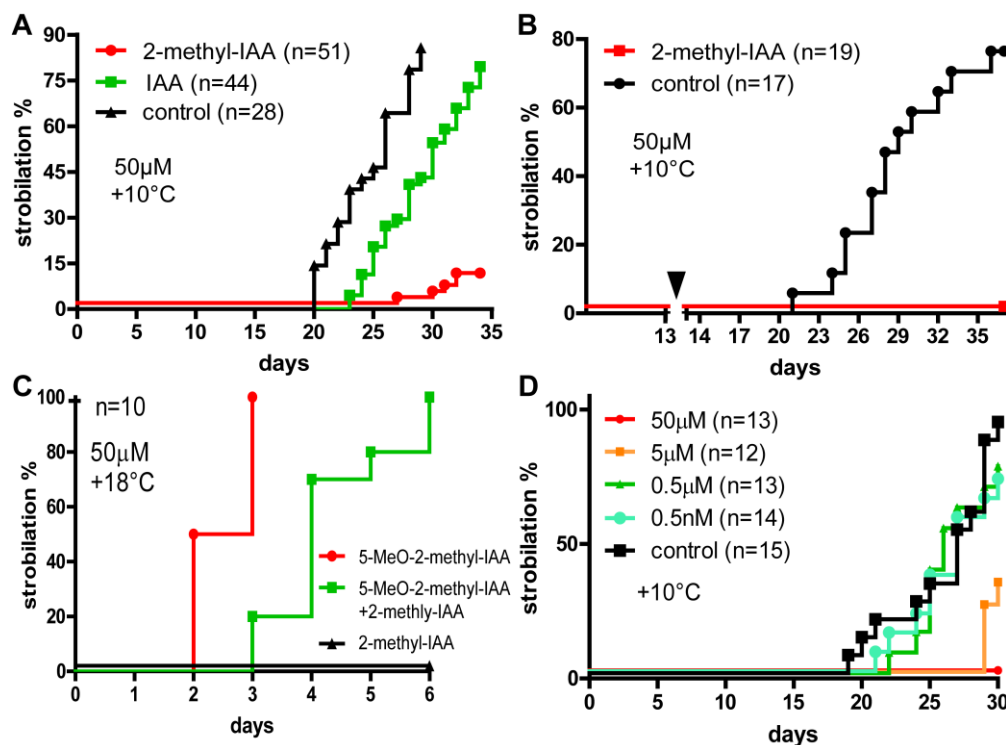 A
2-methyl-IAA (n=51)
IAA (n=44)
control (n=28)
50µM
+10°C
strobilation %
90
75
60
45
30
15
0
0 5 10 15 20 25 30 35
days
B
2-methyl-IAA (n=19)
control (n=17)
50µM
+10°C
strobilation %
80
60
40
20
0
13 14 17 20 23 26 29 32 35
days
C
n=10
50µM
+18°C
strobilation %
100
80
60
40
20
0
5-MeO-2-methyl-IAA
5-MeO-2-methyl-IAA
+2-methly-IAA
2-methyl-IAA
0 1 2 3 4 5 6
days
D
50µM (n=13)
5µM (n=12)
0.5µM (n=13)
0.5nM (n=14)
control (n=15)
+10°C
strobilation %
100
50
0
0 5 10 15 20 25 30
days